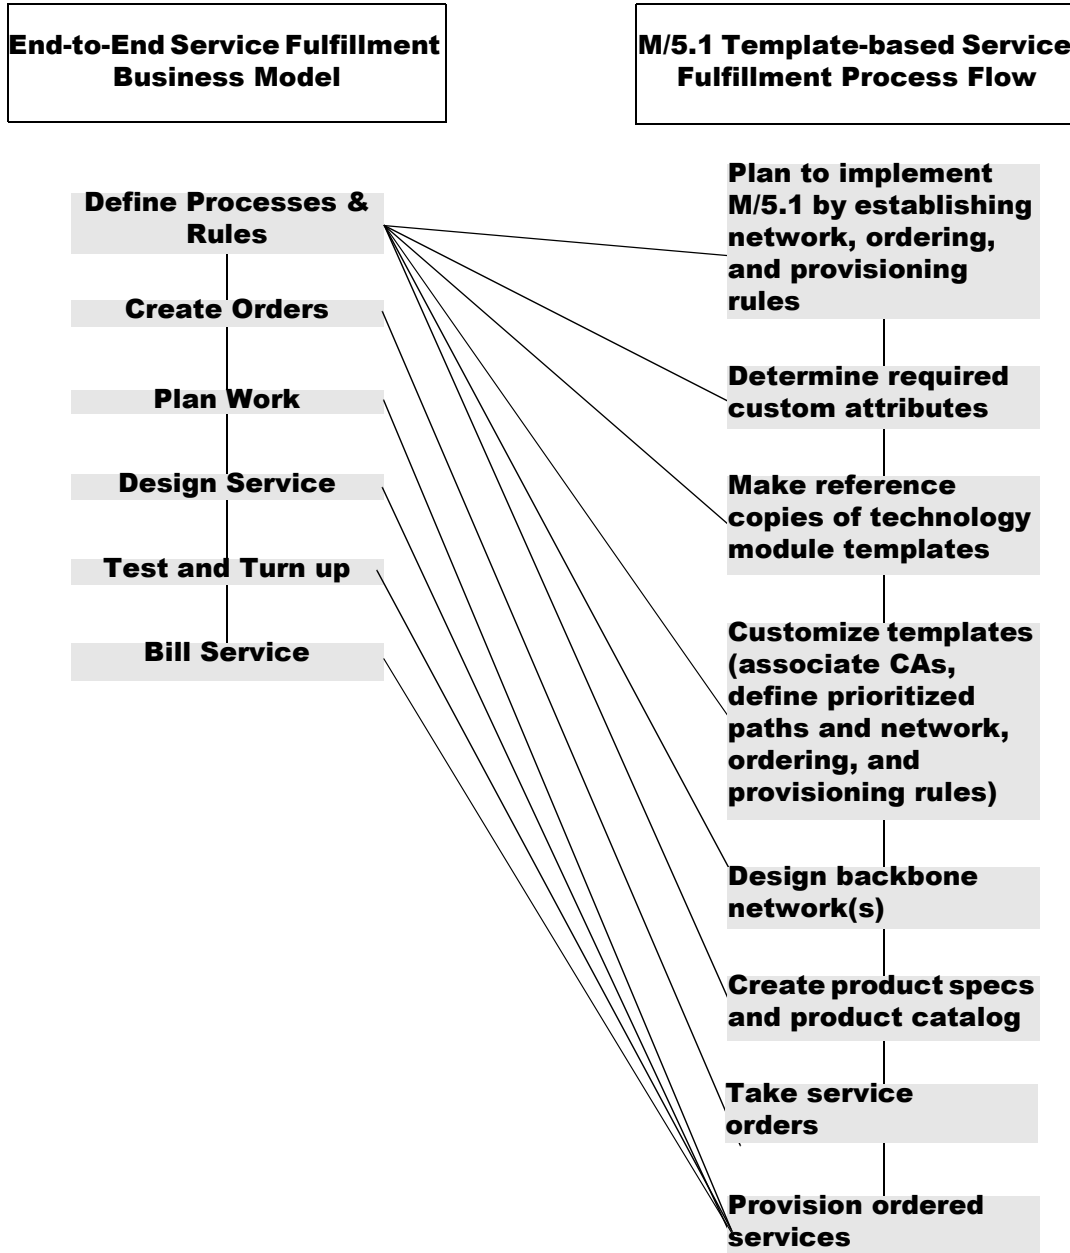 End-to-End Service Fulfillment
Business Model
M/5.1 Template-based Service
Fulfillment Process Flow
Define Processes &
Rules
Create Orders
Plan Work
Design Service
Test and Turn up
Bill Service
Plan to implement
M/5.1 by establishing
network, ordering,
and provisioning
rules
Determine required
custom attributes
Make reference
copies of technology
module templates
Customize templates
(associate CAs,
define prioritized
paths and network,
ordering, and
provisioning rules)
Design backbone
network(s)
Create product specs
and product catalog
Take service
orders
Provision ordered
services